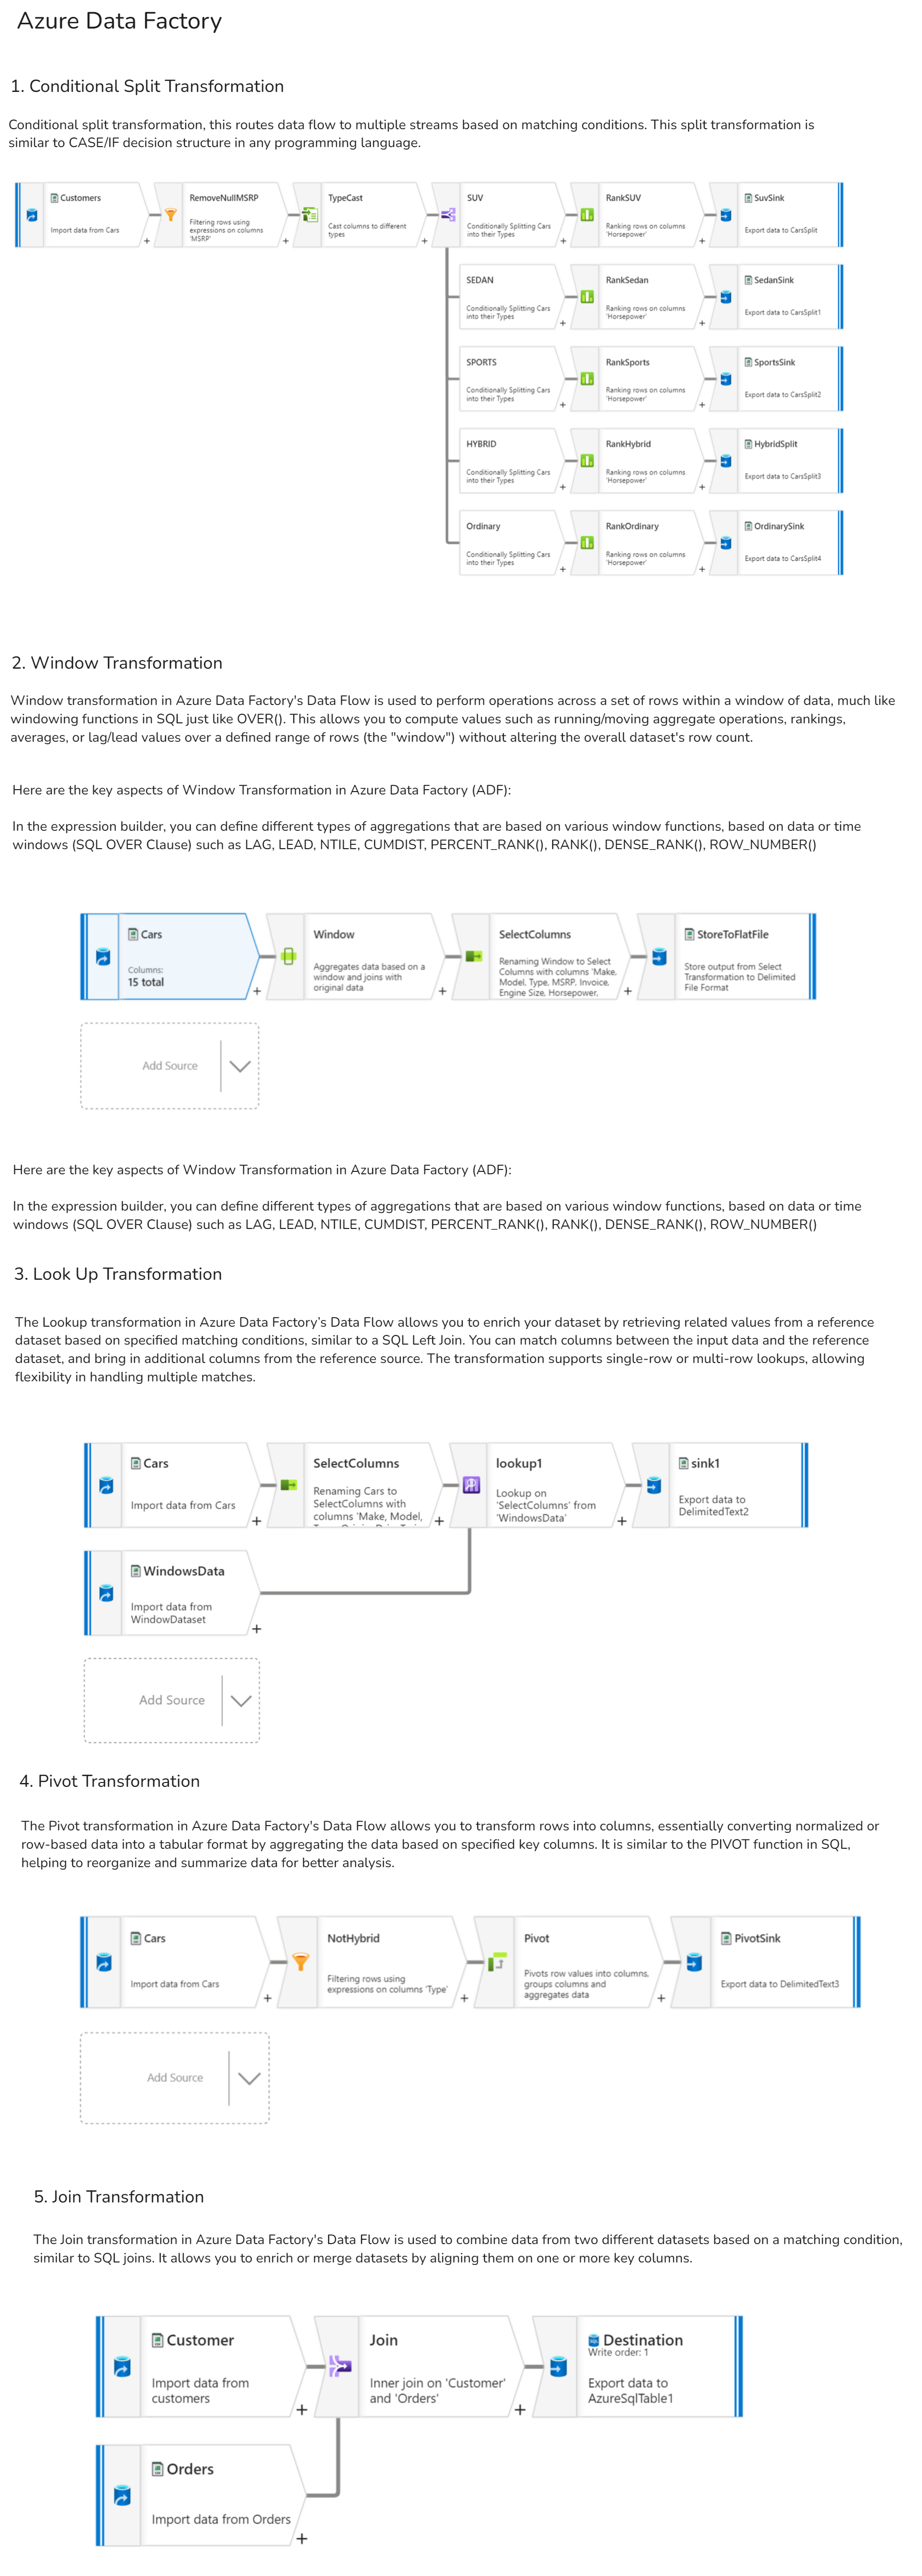 Azure Data Factory
1. Conditional Split Transformation
Conditional split transformation, this routes data flow to multiple streams based on matching conditions. This split transformation is
similar to CASE/IF decision structure in any programming language.
Customers
Import data from Cars
+
RemoveNullMSRP
Filtering rows using
expressions on columns
'MSRP'
+
TypeCast
Cast columns to different
types
+
SUV
Conditionally Splitting Cars
into their Types
+
RankSUV
Ranking rows on columns
'Horsepower'
+
SuvSink
Export data to CarsSplit
SEDAN
Conditionally Splitting Cars
into their Types
+
RankSedan
Ranking rows on columns
'Horsepower'
+
SedanSink
Export data to CarsSplit1
SPORTS
Conditionally Splitting Cars
into their Types
+
RankSports
Ranking rows on columns
'Horsepower'
+
SportsSink
Export data to CarsSplit2
HYBRID
Conditionally Splitting Cars
into their Types
+
RankHybrid
Ranking rows on columns
'Horsepower'
+
HybridSplit
Export data to CarsSplit3
Ordinary
Conditionally Splitting Cars
into their Types
+
RankOrdinary
Ranking rows on columns
'Horsepower'
+
OrdinarySink
Export data to CarsSplit4
2. Window Transformation
Window transformation in Azure Data Factory's Data Flow is used to perform operations across a set of rows within a window of data, much like
windowing functions in SQL just like OVER(). This allows you to compute values such as running/moving aggregate operations, rankings,
averages, or lag/lead values over a defined range of rows (the "window") without altering the overall dataset's row count.
Here are the key aspects of Window Transformation in Azure Data Factory (ADF):
In the expression builder, you can define different types of aggregations that are based on various window functions, based on data or time
windows (SQL OVER Clause) such as LAG, LEAD, NTILE, CUMDIST, PERCENT_RANK(), RANK(), DENSE_RANK(), ROW_NUMBER()
Cars
Columns:
15 total
+
Window
Aggregates data based on a
window and joins with
original data
+
SelectColumns
Renaming Window to Select
Columns with columns 'Make,
Model, Type, MSRP, Invoice,
Engine Size, Horsepower,
+
StoreToFlatFile
Store output from Select
Transformation to Delimited
File Format
Add Source
Here are the key aspects of Window Transformation in Azure Data Factory (ADF):
In the expression builder, you can define different types of aggregations that are based on various window functions, based on data or time
windows (SQL OVER Clause) such as LAG, LEAD, NTILE, CUMDIST, PERCENT_RANK(), RANK(), DENSE_RANK(), ROW_NUMBER()
3. Look Up Transformation
The Lookup transformation in Azure Data Factory’s Data Flow allows you to enrich your dataset by retrieving related values from a reference
dataset based on specified matching conditions, similar to a SQL Left Join. You can match columns between the input data and the reference
dataset, and bring in additional columns from the reference source. The transformation supports single-row or multi-row lookups, allowing
flexibility in handling multiple matches.
Cars
Import data from Cars
+
SelectColumns
Renaming Cars to
SelectColumns with
columns 'Make, Model,
+
lookup1
Lookup on
'SelectColumns' from
'WindowsData'
+
sink1
Export data to
DelimitedText2
WindowsData
Import data from
WindowDataset
+
Add Source
4. Pivot Transformation
The Pivot transformation in Azure Data Factory's Data Flow allows you to transform rows into columns, essentially converting normalized or
row-based data into a tabular format by aggregating the data based on specified key columns. It is similar to the PIVOT function in SQL,
helping to reorganize and summarize data for better analysis.
Cars
Import data from Cars
+
NotHybrid
Filtering rows using
expressions on columns 'Type'
+
Pivot
Pivots row values into columns,
groups columns and
aggregates data
+
PivotSink
Export data to DelimitedText3
Add Source
5. Join Transformation
The Join transformation in Azure Data Factory's Data Flow is used to combine data from two different datasets based on a matching condition,
similar to SQL joins. It allows you to enrich or merge datasets by aligning them on one or more key columns.
Customer
Import data from
customers
+
Join
Inner join on 'Customer'
and 'Orders'
+
Destination
Write order: 1
Export data to
AzureSqlTable1
Orders
Import data from Orders
+